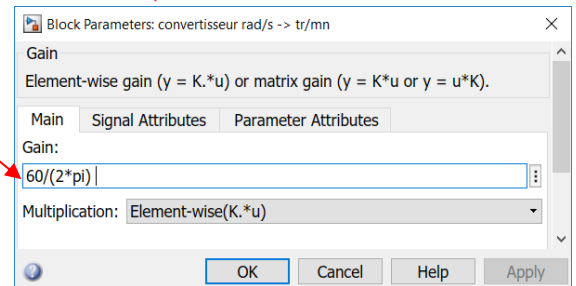 Block Parameters: convertisseur rad/s -> tr/mn
Gain
Element-wise gain (y = K.*u) or matrix gain (y = K*u or y = u*K).
Main Signal Attributes Parameter Attributes
Gain:
60/(2*pi)
Multiplication: Element-wise(K.*u)
OK Cancel Help Apply